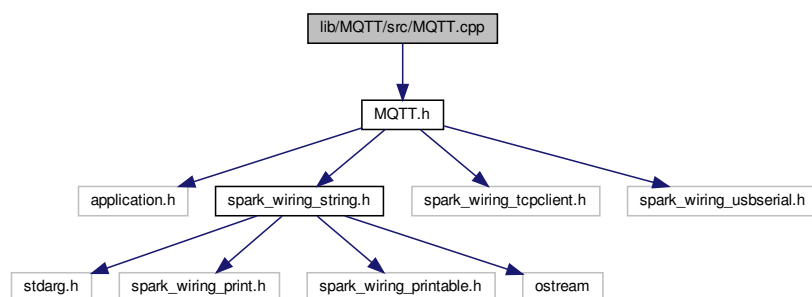 lib/MQTT/src/MQTT.cpp
MQTT.h
application.h
spark_wiring_string.h
spark_wiring_tcpclient.h
spark_wiring_usbserial.h
stdarg.h
spark_wiring_print.h
spark_wiring_printable.h
ostream